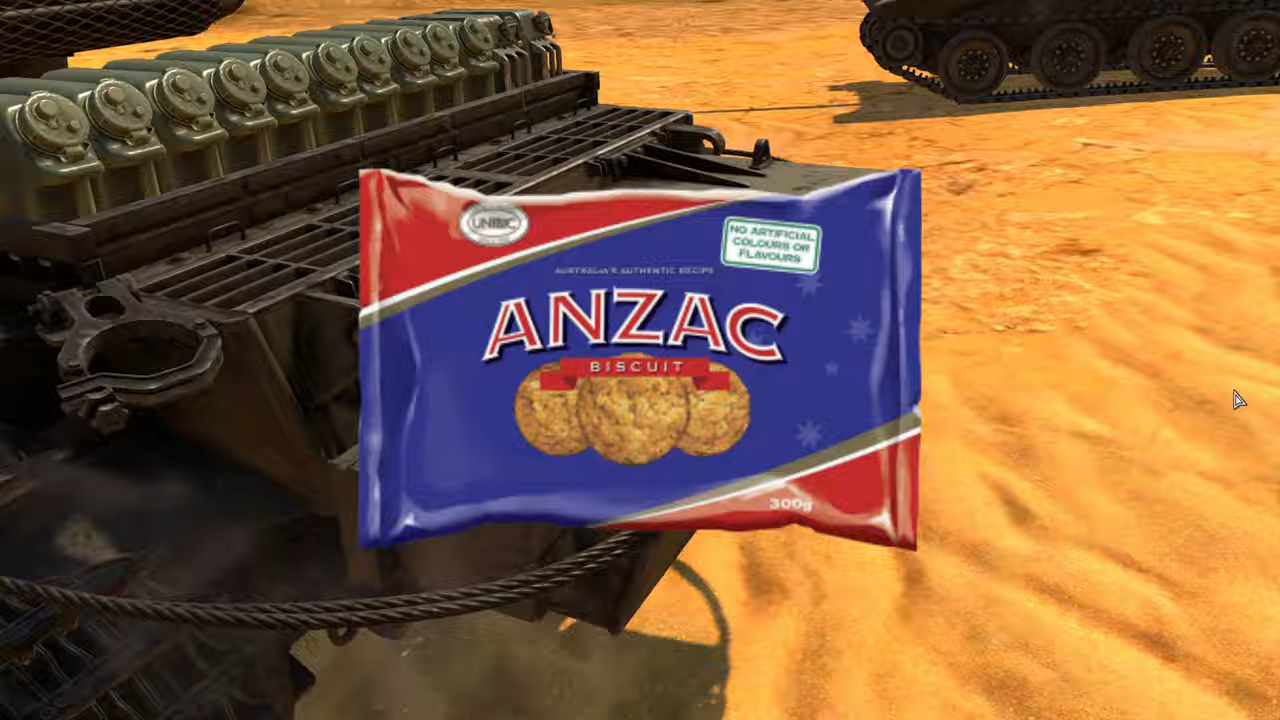 UNIBIC
NO ARTIFICIAL
COLOURS OR
FLAVOURS
AUSTRALIA'S AUTHENTIC RECIPE
ANZAC
BISCUIT
300g